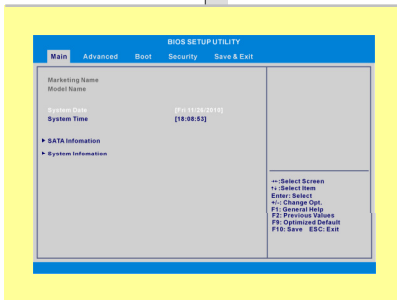 BIOS SETUP UTILITY
Main Advanced Boot Security Save & Exit
Marketing Name
Model Name
System Date [Fri 11/26/2010]
System Time [18:08:53]
SATA Infomation
System Infomation
→←:Select Screen
↑↓:Select Item
Enter: Select
+/-: Change Opt.
F1: General Help
F2: Previous Values
F9: Optimized Default
F10: Save ESC: Exit